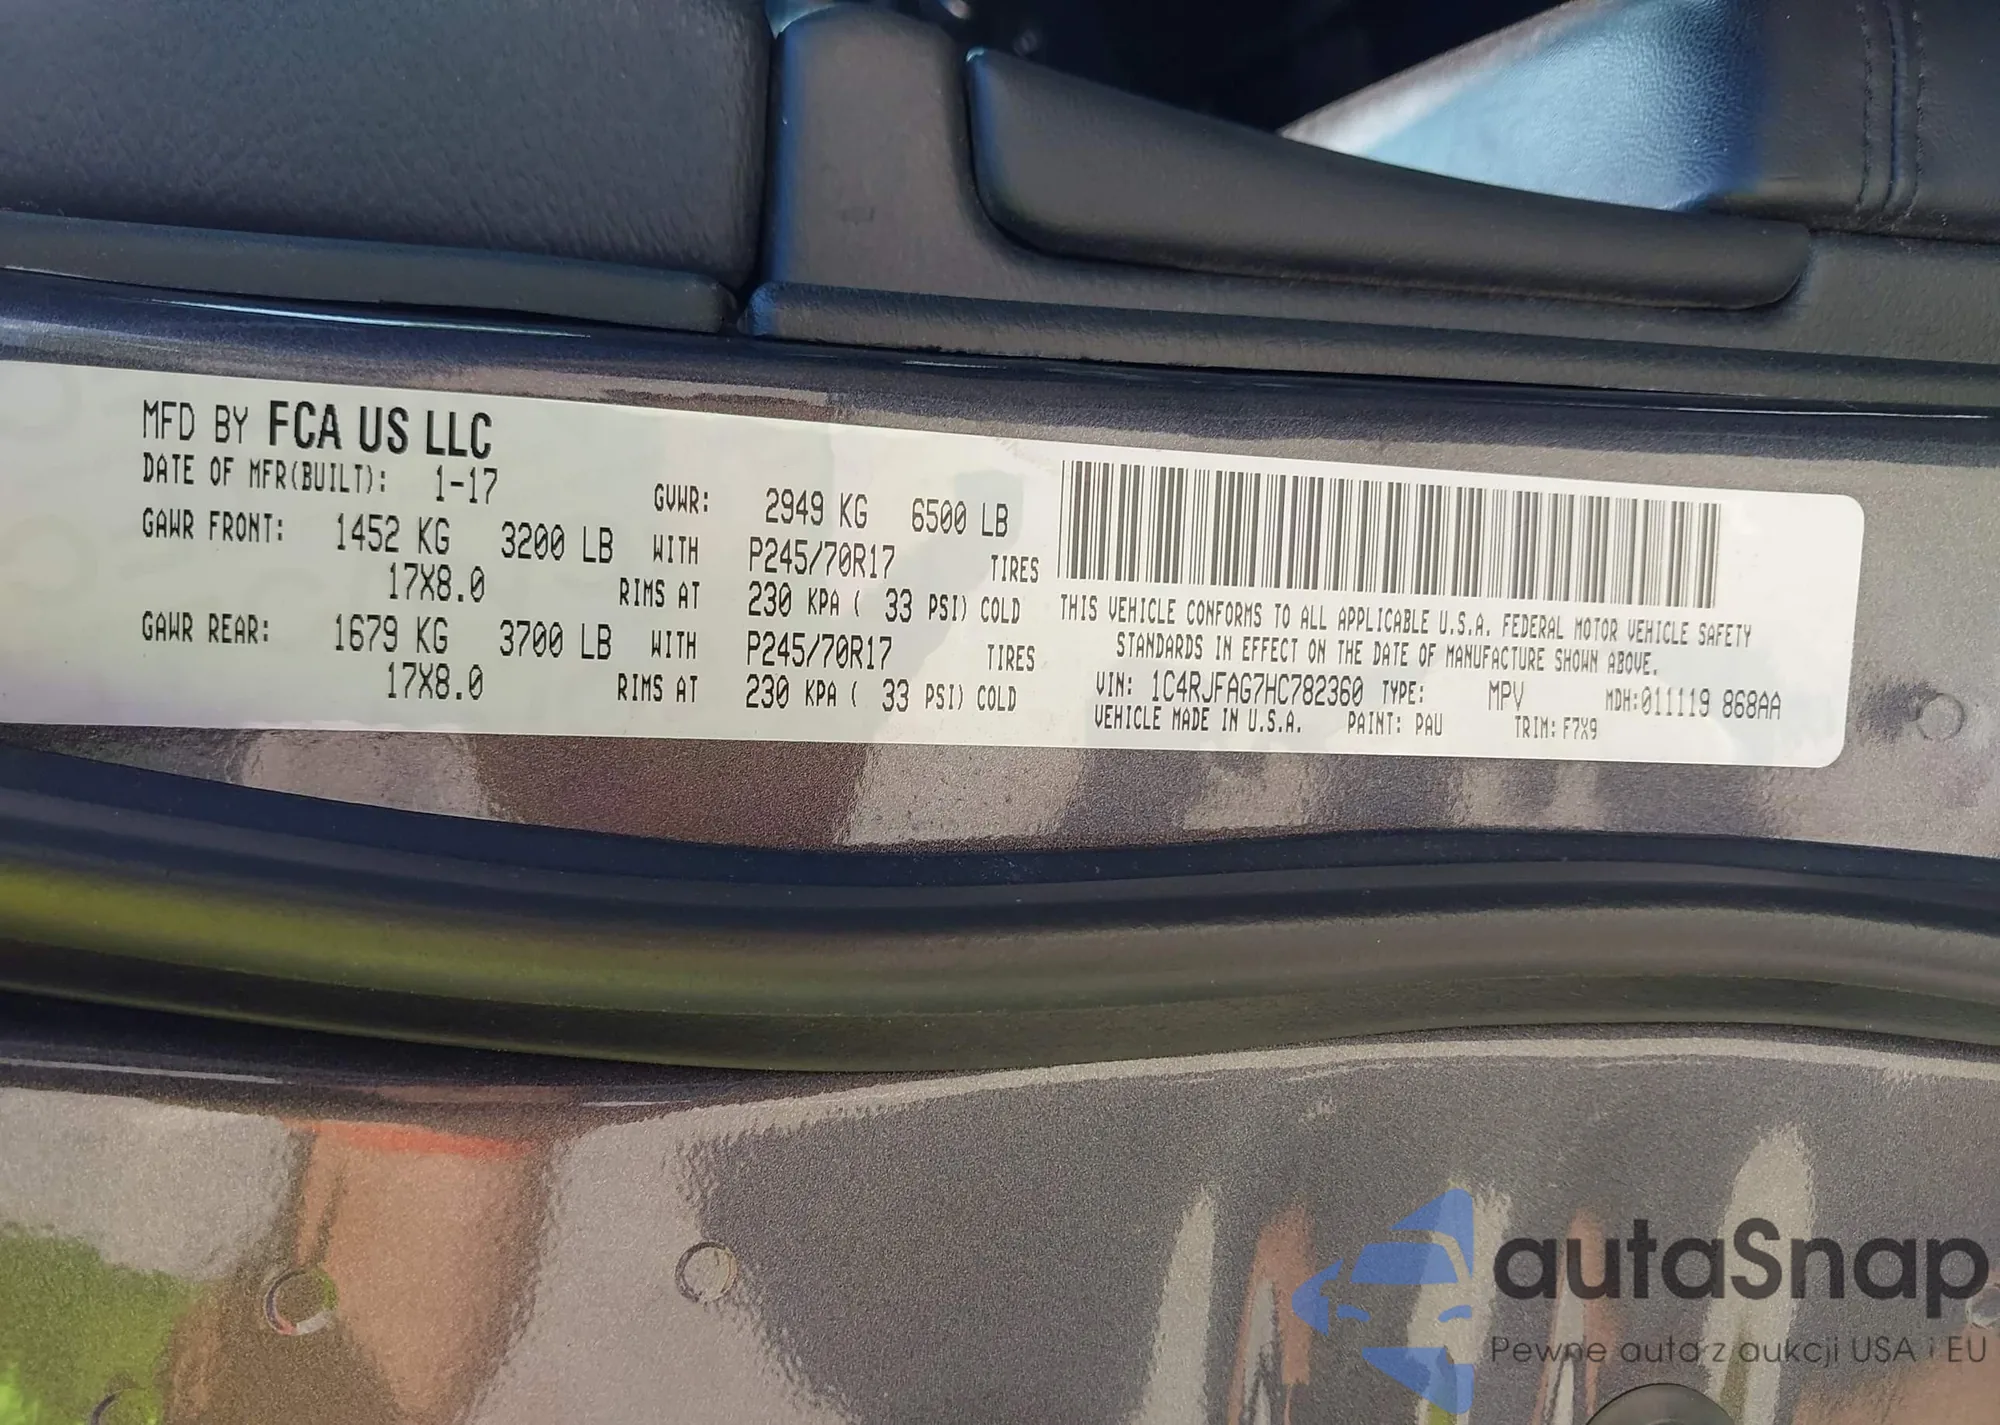 MFD BY FCA US LLC
DATE OF MFR(BUILT): 1-17 GVWR: 2949 KG 6500 LB
GAWR FRONT: 1452 KG 3200 LB WITH P245/70R17 TIRES
17X8.0 RIMS AT 230 KPA ( 33 PSI) COLD
GAWR REAR: 1679 KG 3700 LB WITH P245/70R17 TIRES
17X8.0 RIMS AT 230 KPA ( 33 PSI) COLD
THIS VEHICLE CONFORMS TO ALL APPLICABLE U.S.A. FEDERAL MOTOR VEHICLE SAFETY
STANDARDS IN EFFECT ON THE DATE OF MANUFACTURE SHOWN ABOVE.
VIN: 1C4RJFAG7HC782360 TYPE: MPV MDH:011119 868AA
VEHICLE MADE IN U.S.A. PAINT: PAU TRIM: F7X9
autaSnap
Pewne auta z aukcji USA i EU